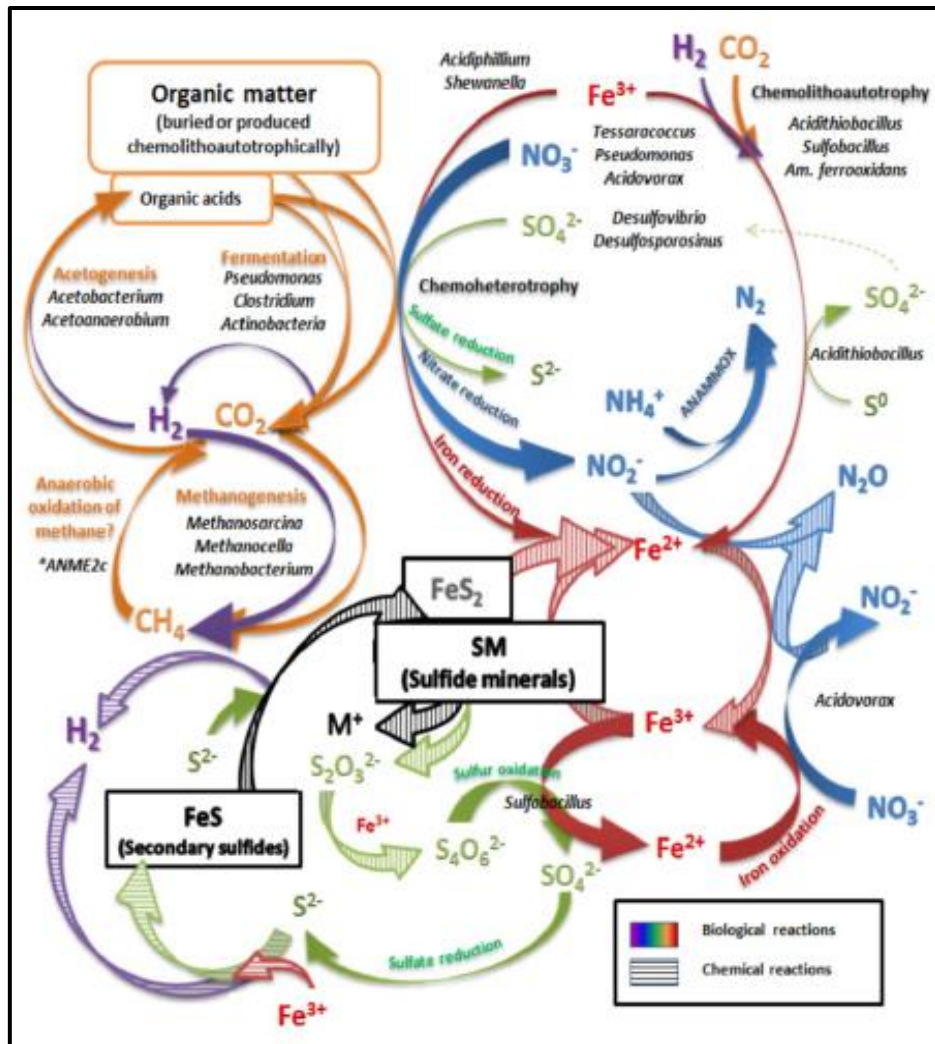 Organic matter
(buried or produced
chemolithoautotrophically)
Organic acids
Acetogenesis
Acetobacterium
Acetoanaerobium
Fermentation
Pseudomonas
Clostridium
Actinobacteria
H₂
CO₂
Anaerobic
oxidation of
methane?
*ANME2c
Methanogenesis
Methanosarcina
Methanocella
Methanobacterium
CH₄
Acidiphillium
Shewanella
Fe³⁺
H₂
CO₂
Chemolithoautotrophy
Acidithiobacillus
Sulfobacillus
Am. ferrooxidans
NO₃⁻
Tessaracoccus
Pseudomonas
Acidovorax
SO₄²⁻
Desulfovibrio
Desulfosporosinus
Chemoheterotrophy
Sulfate reduction
S²⁻
Nitrate reduction
Iron reduction
N₂
ANAMMOX
NH₄⁺
NO₂⁻
SO₄²⁻
Acidithiobacillus
S⁰
N₂O
Fe²⁺
NO₂⁻
Acidovorax
NO₃⁻
FeS₂
SM
(Sulfide minerals)
M⁺
S₂O₃²⁻
Fe³⁺
Sulfur oxidation
Sulfobacillus
S₄O₆²⁻
SO₄²⁻
Fe³⁺
Fe²⁺
Iron oxidation
H₂
S²⁻
FeS
(Secondary sulfides)
S²⁻
Sulfate reduction
Fe³⁺
Biological reactions
Chemical reactions